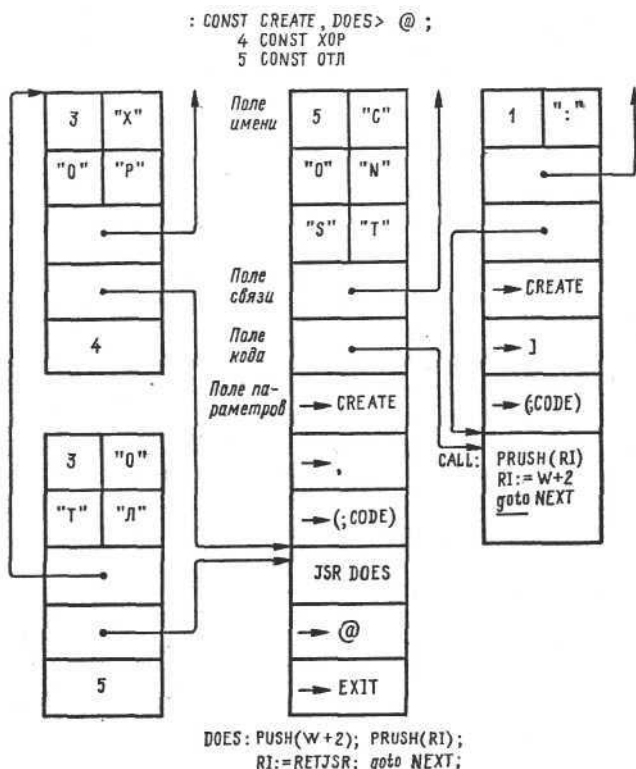 : CONST CREATE , DOES> @ ;
4 CONST ХОР
5 CONST ОТЛ
3 "Х"
"О" "Р"
4
3 "О"
"Т" "Л"
5
Поле имени
Поле связи
Поле кода
Поле па-
раметров
5 "C"
"O" "N"
"S" "T"
→ CREATE
→ ,
→ (;CODE)
JSR DOES
→ @
→ EXIT
1 ":"
→ CREATE
→ ]
→ (;CODE)
CALL: PRUSH(RI)
RI:= W+2
goto NEXT
DOES: PUSH(W+2); PRUSH(RI);
RI:=RETJSR: goto NEXT;